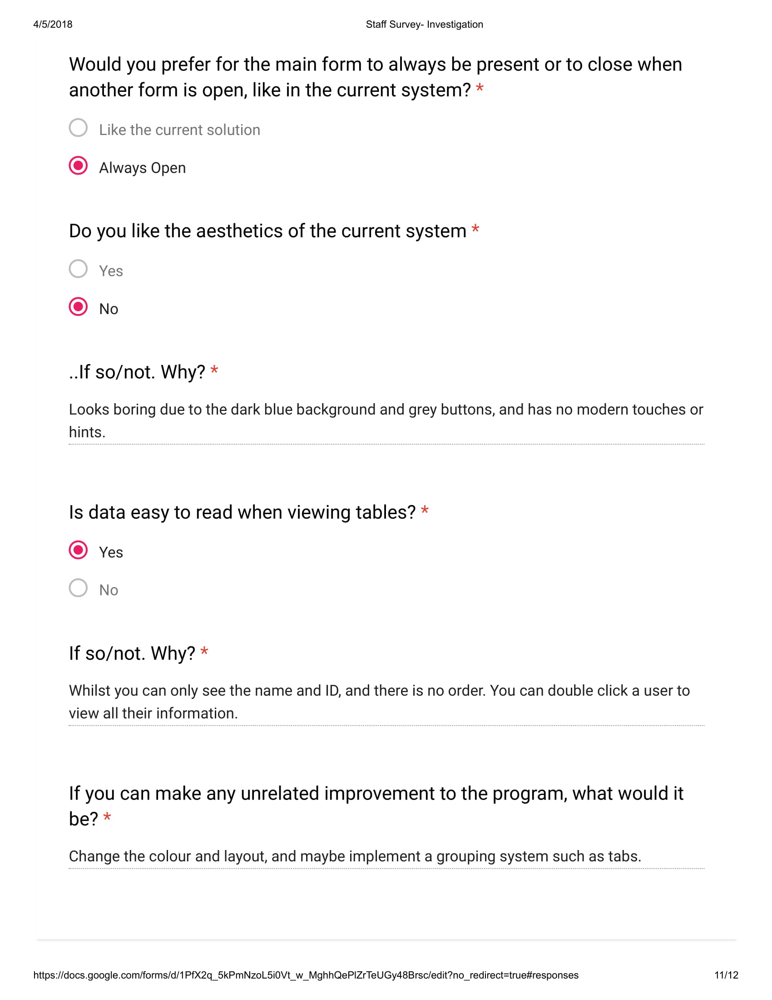 4/5/2018
Staff Survey- Investigation
Would you prefer for the main form to always be present or to close when
another form is open, like in the current system? *
Like the current solution
Always Open
Do you like the aesthetics of the current system *
Yes
No
..If so/not. Why? *
Looks boring due to the dark blue background and grey buttons, and has no modern touches or
hints.
Is data easy to read when viewing tables? *
Yes
No
If so/not. Why? *
Whilst you can only see the name and ID, and there is no order. You can double click a user to
view all their information.
If you can make any unrelated improvement to the program, what would it
be? *
Change the colour and layout, and maybe implement a grouping system such as tabs.
https://docs.google.com/forms/d/1PfX2q_5kPmNzoL5i0Vt_w_MghhQePlZrTeUGy48Brsc/edit?no_redirect=true#responses
11/12